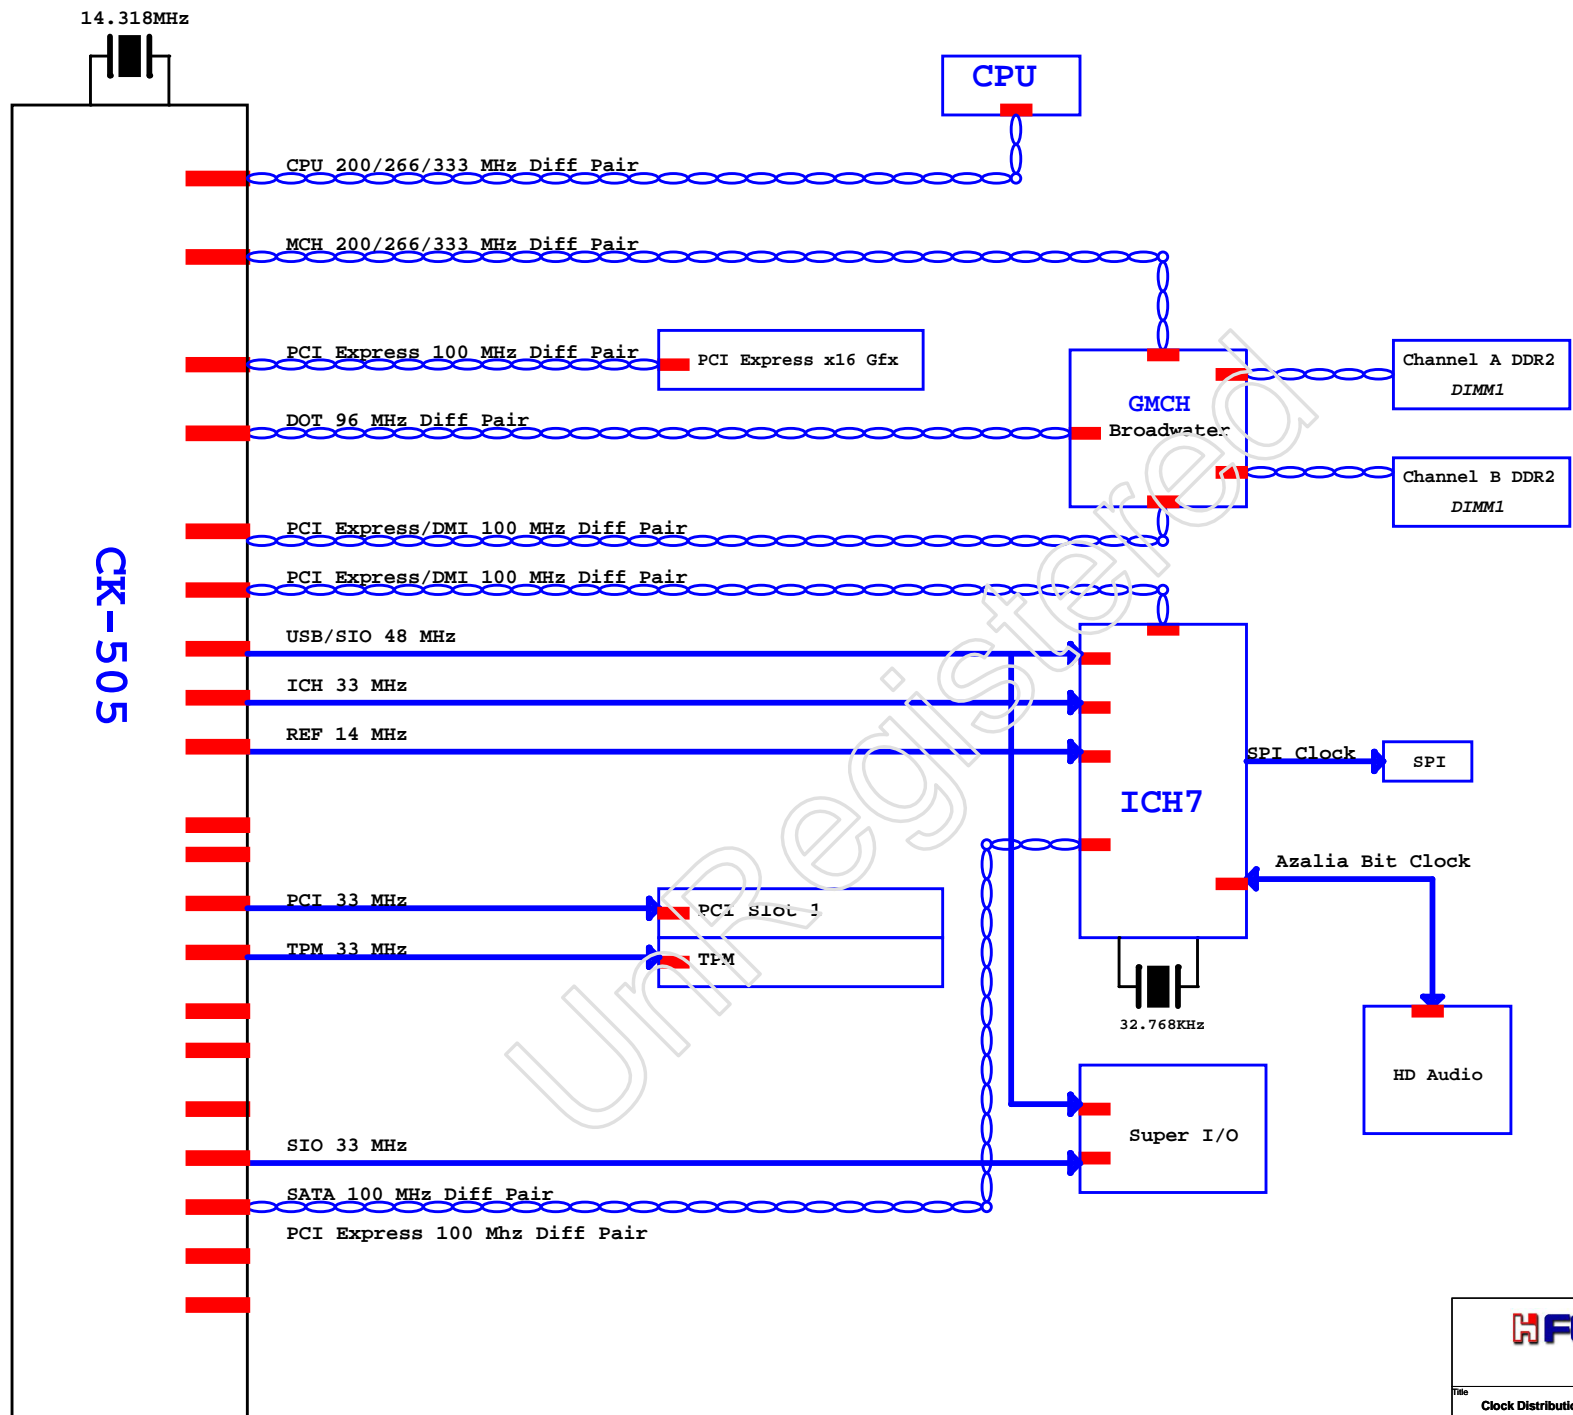 14.318MHz
CPU
CPU 200/266/333 MHz Diff Pair
MCH 200/266/333 MHz Diff Pair
PCI Express 100 MHz Diff Pair
PCI Express x16 Gfx
Channel A DDR2
DIMM1
GMCH
Broadwater
DOT 96 MHz Diff Pair
Channel B DDR2
DIMM1
PCI Express/DMI 100 MHz Diff Pair
PCI Express/DMI 100 MHz Diff Pair
CK-505
USB/SIO 48 MHz
ICH 33 MHz
REF 14 MHz
SPI Clock
SPI
ICH7
Azalia Bit Clock
PCI 33 MHz
PCI Slot 1
TPM 33 MHz
TPM
32.768KHz
HD Audio
Super I/O
SIO 33 MHz
SATA 100 MHz Diff Pair
PCI Express 100 Mhz Diff Pair
UnRegistered
Title